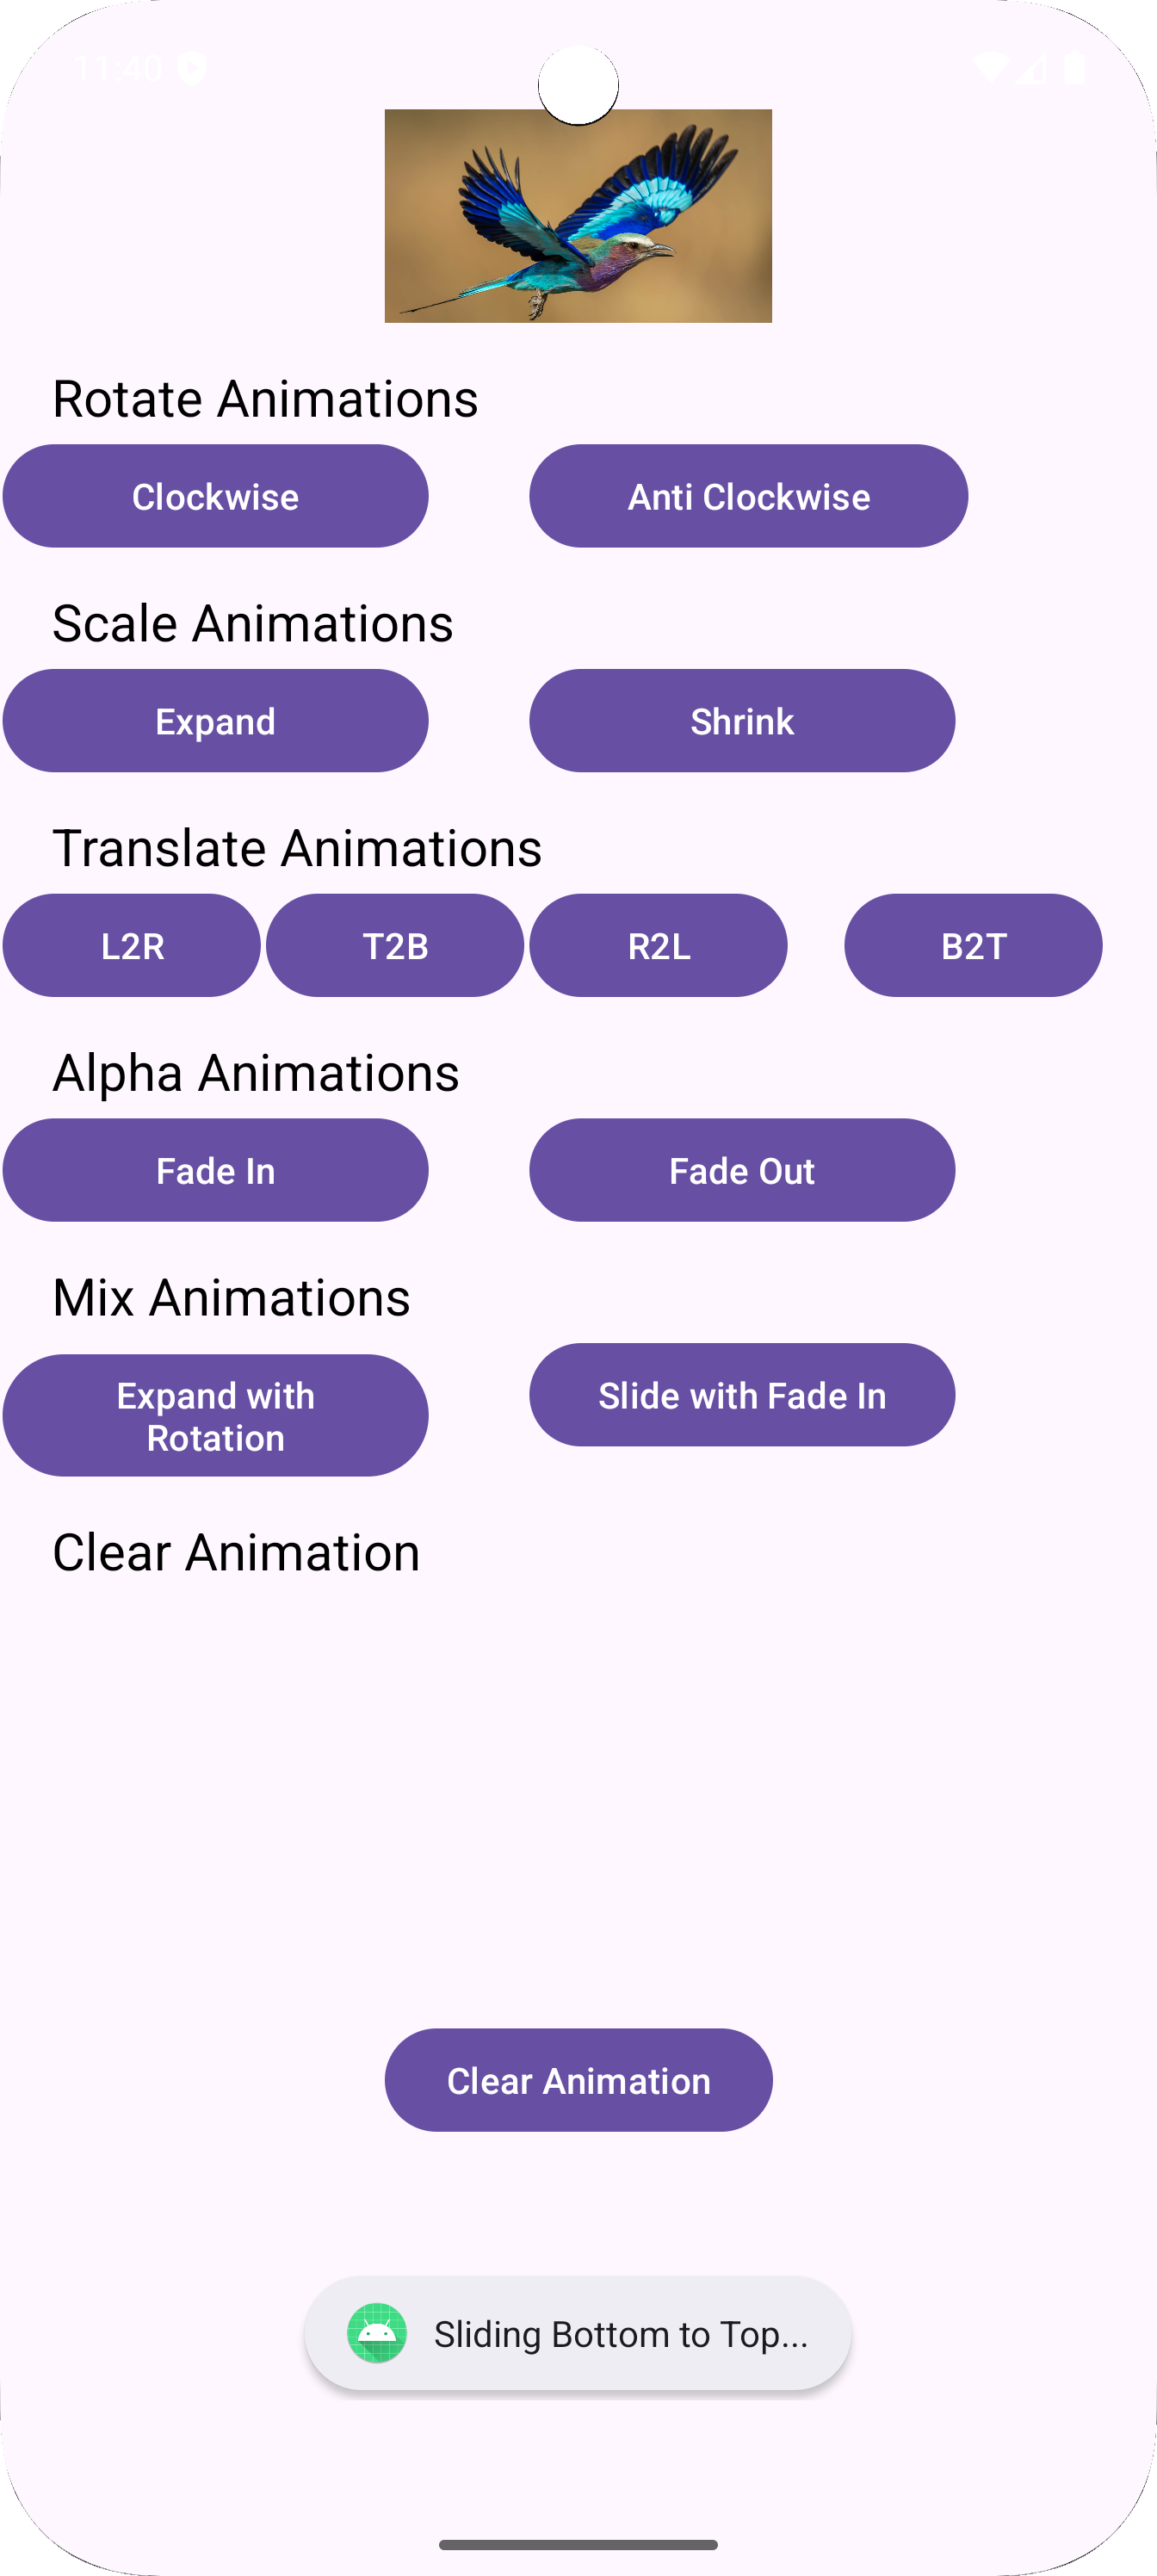 11:40
Rotate Animations
Clockwise
Anti Clockwise
Scale Animations
Expand
Shrink
Translate Animations
L2R
T2B
R2L
B2T
Alpha Animations
Fade In
Fade Out
Mix Animations
Expand with
Rotation
Slide with Fade In
Clear Animation
Clear Animation
Sliding Bottom to Top...